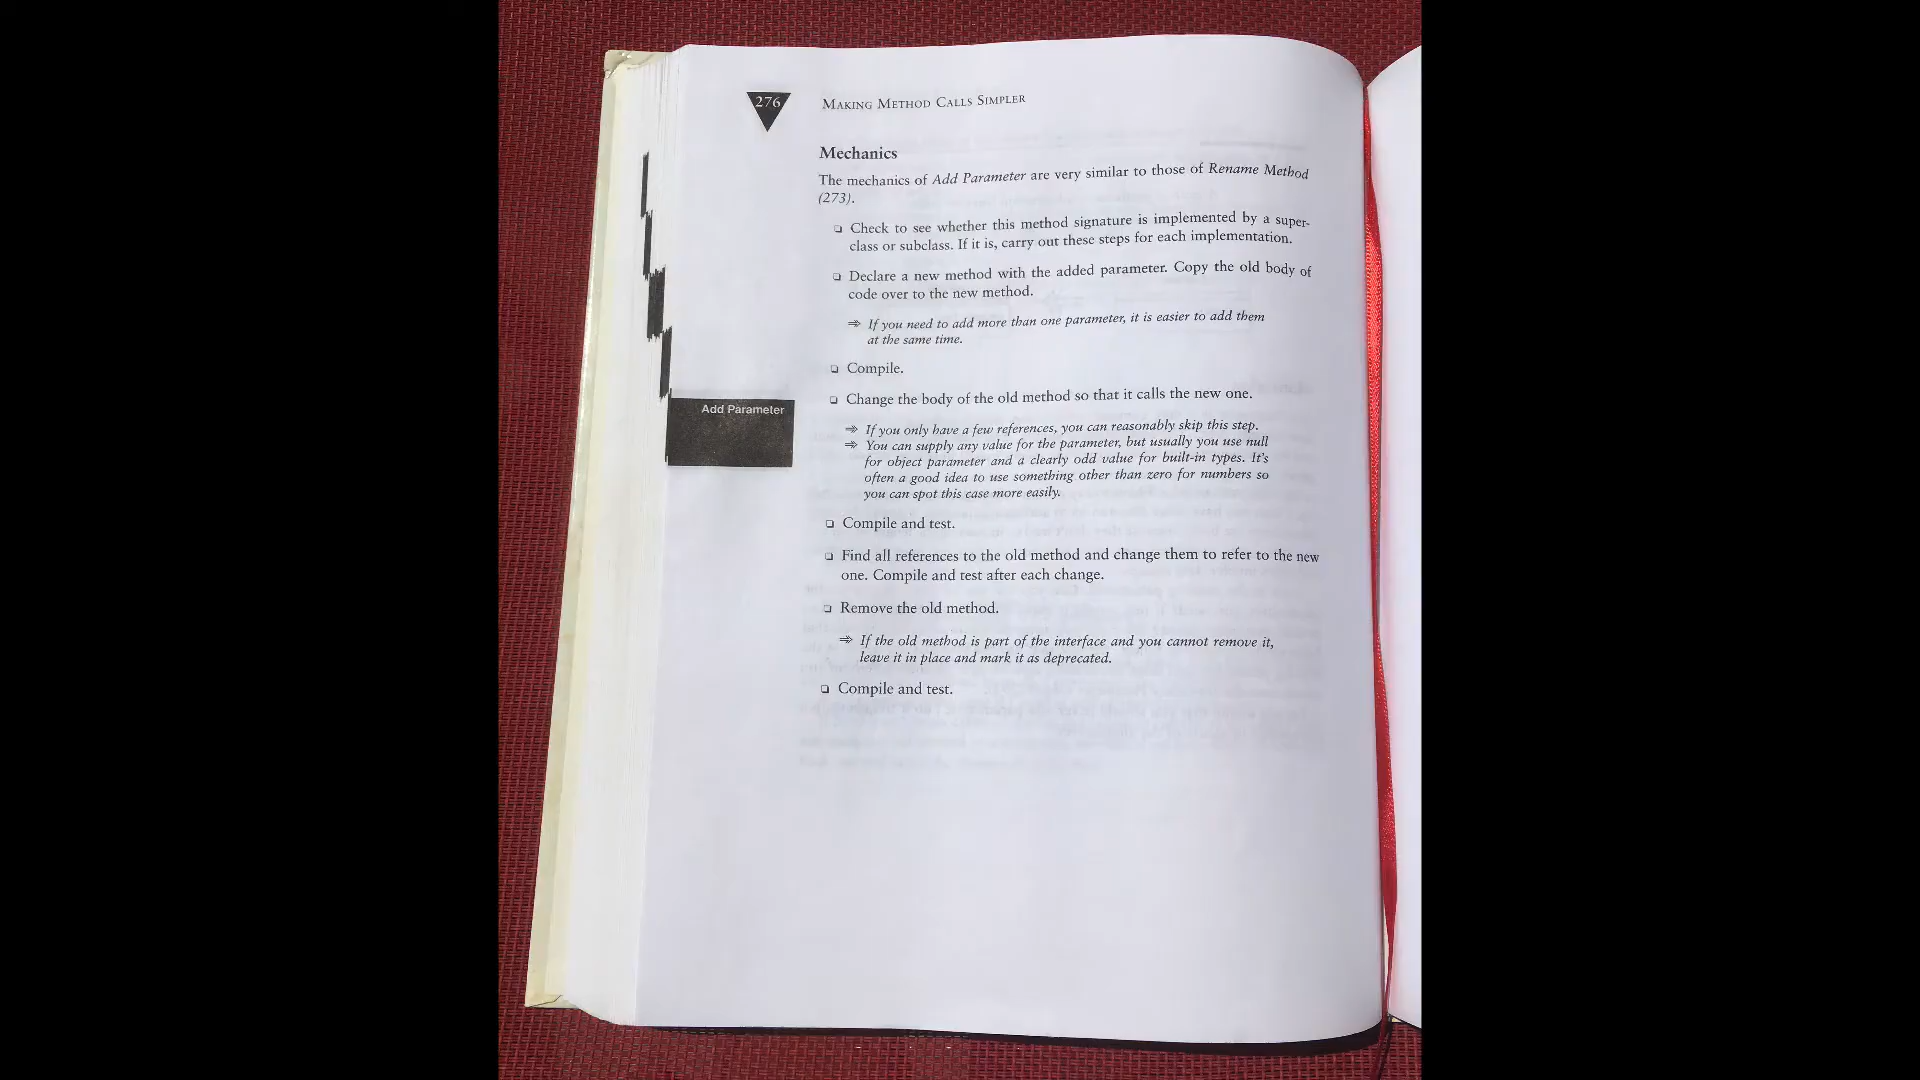 276
MAKING METHOD CALLS SIMPLER
Mechanics
The mechanics of Add Parameter are very similar to those of Rename Method
(273).
❏ Check to see whether this method signature is implemented by a super-
class or subclass. If it is, carry out these steps for each implementation.
❏ Declare a new method with the added parameter. Copy the old body of
code over to the new method.
⇒ If you need to add more than one parameter, it is easier to add them
at the same time.
❏ Compile.
Add Parameter
❏ Change the body of the old method so that it calls the new one.
⇒ If you only have a few references, you can reasonably skip this step.
⇒ You can supply any value for the parameter, but usually you use null
for object parameter and a clearly odd value for built-in types. It's
often a good idea to use something other than zero for numbers so
you can spot this case more easily.
❏ Compile and test.
❏ Find all references to the old method and change them to refer to the new
one. Compile and test after each change.
❏ Remove the old method.
⇒ If the old method is part of the interface and you cannot remove it,
leave it in place and mark it as deprecated.
❏ Compile and test.